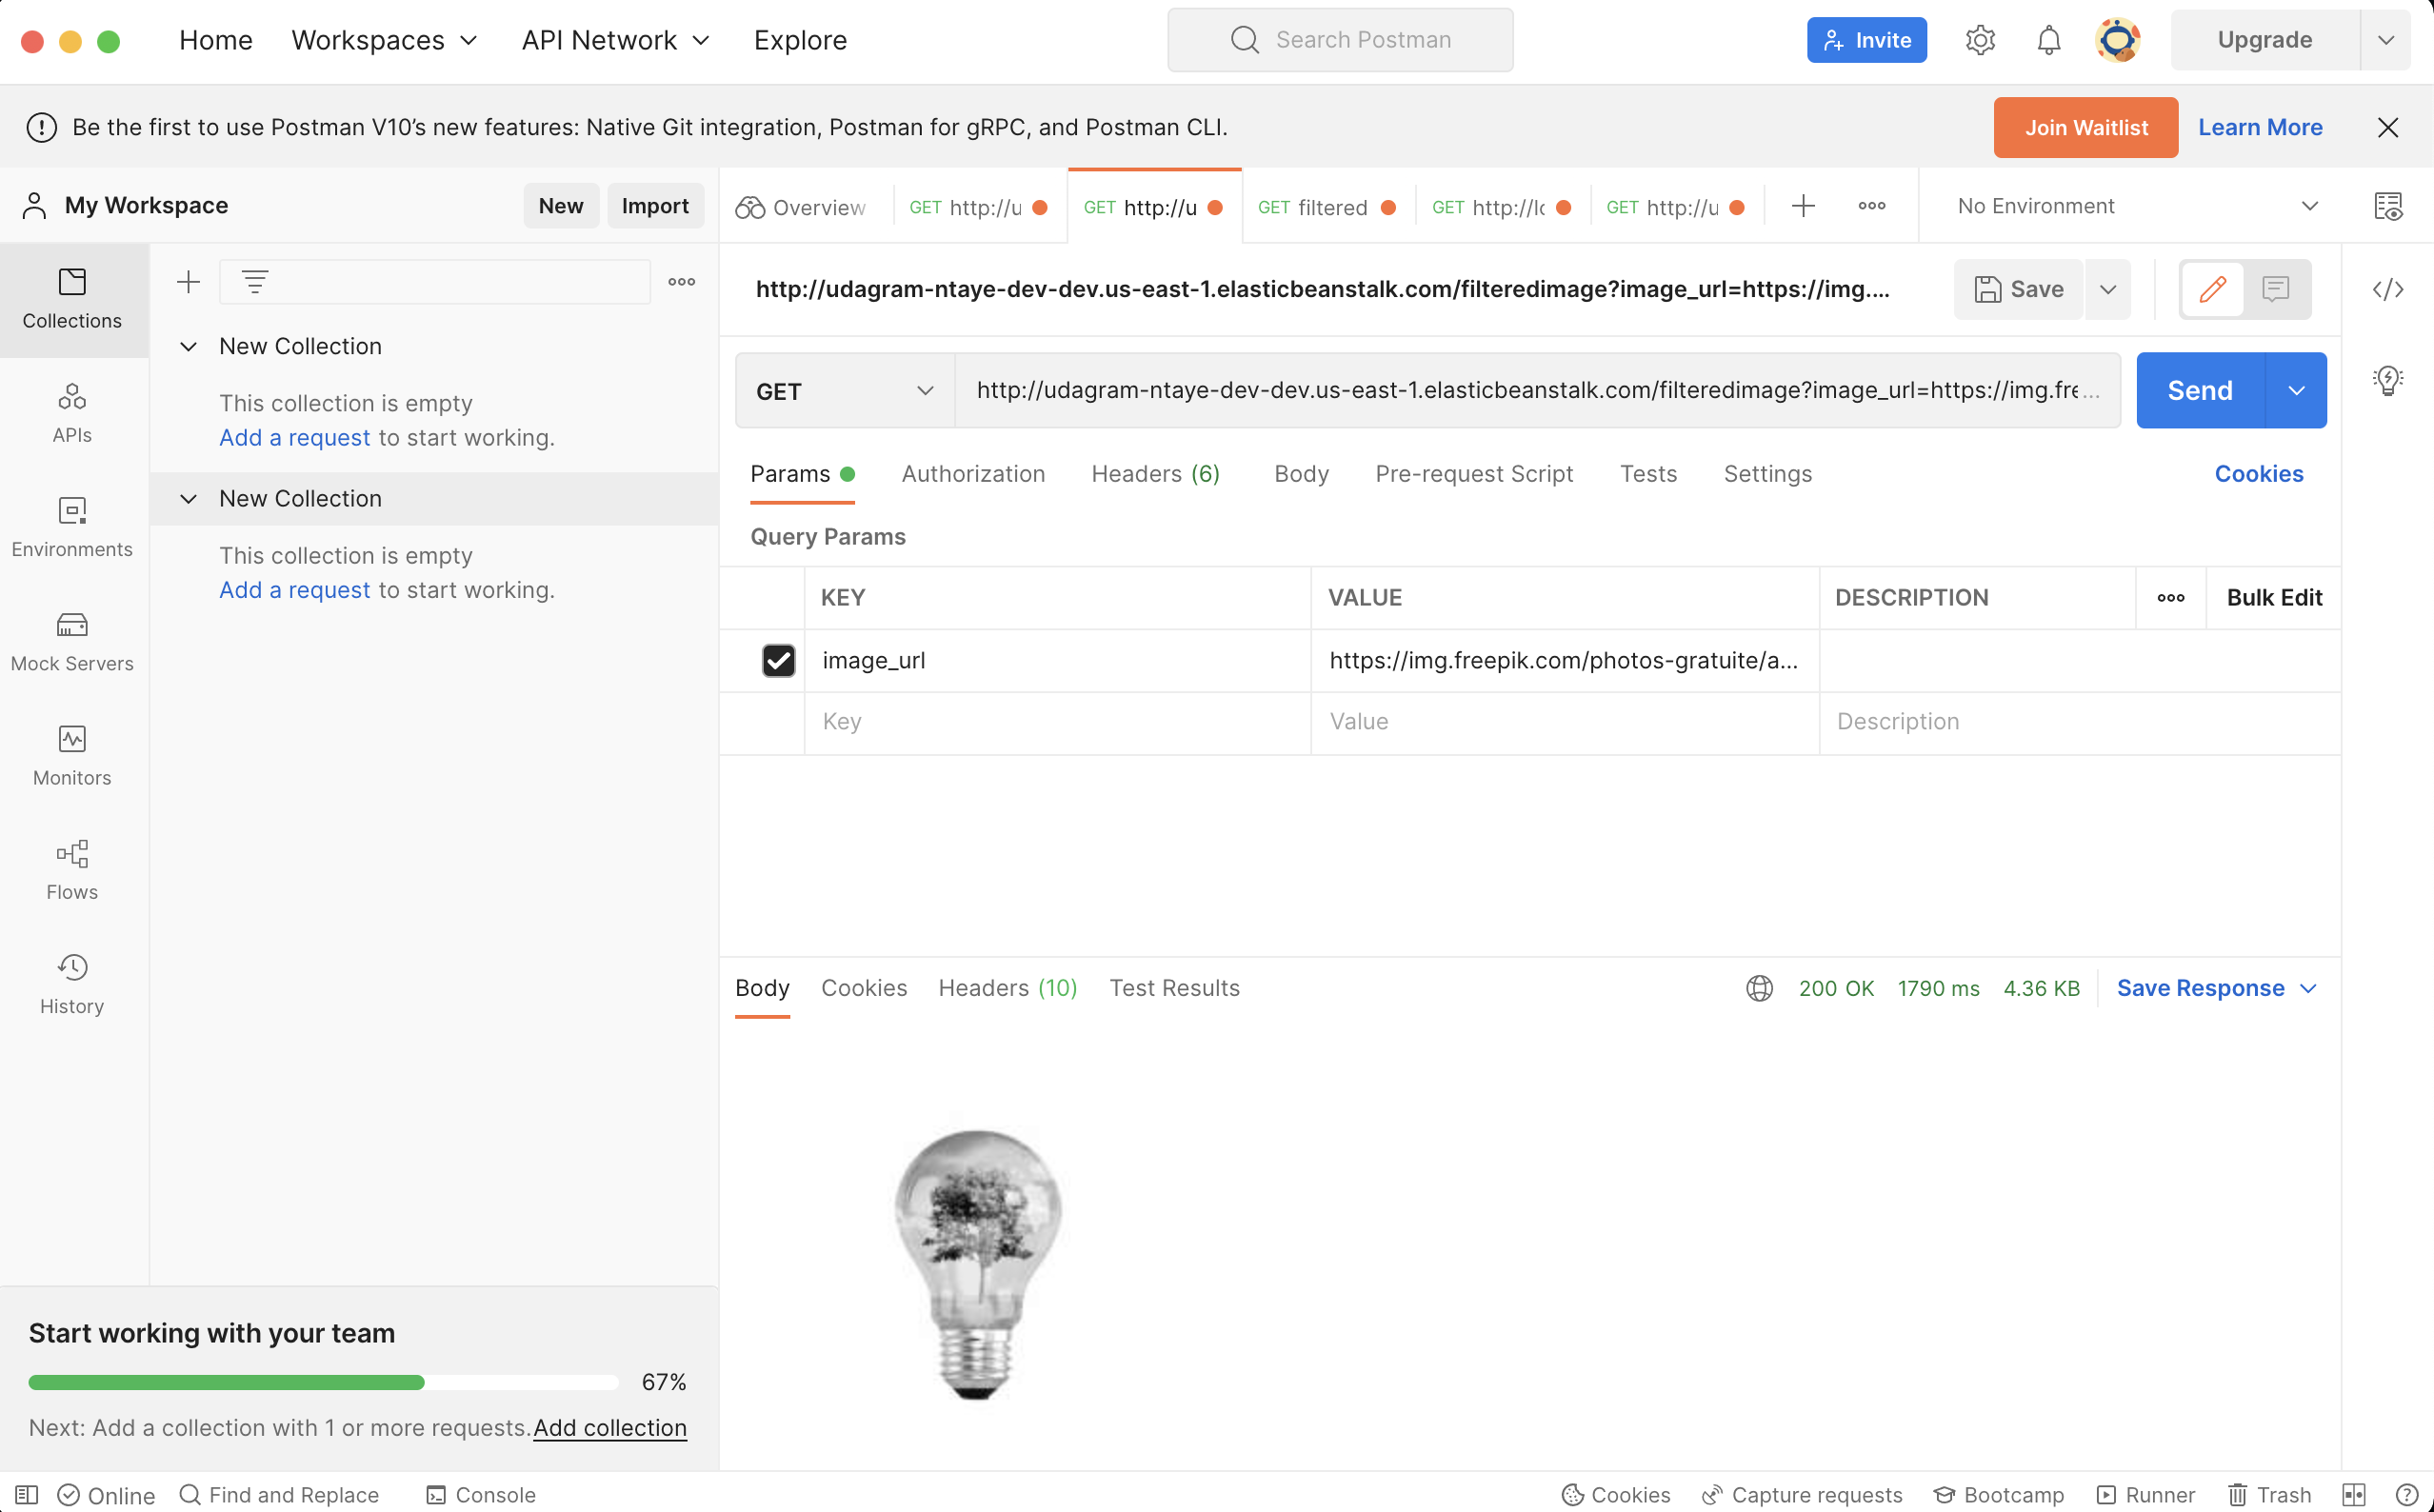 Home Workspaces API Network Explore Search Postman Invite Upgrade
Be the first to use Postman V10’s new features: Native Git integration, Postman for gRPC, and Postman CLI. Join Waitlist Learn More
My Workspace New Import
Overview GET http://u GET http://u GET filtered GET http://lo GET http://u No Environment
Collections
APIs
Environments
Mock Servers
Monitors
Flows
History
New Collection
This collection is empty
Add a request to start working.
New Collection
This collection is empty
Add a request to start working.
http://udagram-ntaye-dev-dev.us-east-1.elasticbeanstalk.com/filteredimage?image_url=https://img.... Save
GET http://udagram-ntaye-dev-dev.us-east-1.elasticbeanstalk.com/filteredimage?image_url=https://img.fre... Send
Params Authorization Headers (6) Body Pre-request Script Tests Settings Cookies
Query Params
KEY VALUE DESCRIPTION Bulk Edit
image_url https://img.freepik.com/photos-gratuite/a...
Key Value Description
Body Cookies Headers (10) Test Results 200 OK 1790 ms 4.36 KB Save Response
Start working with your team
67%
Next: Add a collection with 1 or more requests. Add collection
Online Find and Replace Console Cookies Capture requests Bootcamp Runner Trash